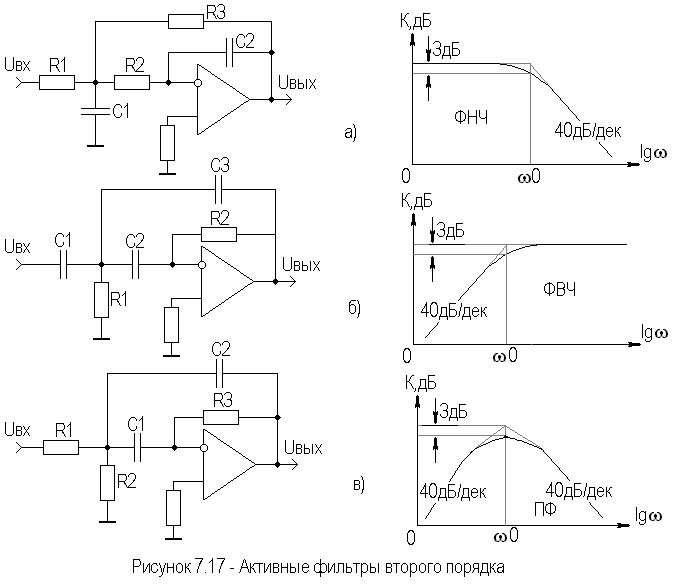 R3
C2
Uвх
R1
R2
Uвых
C1
а)
К,дБ
3дБ
ФНЧ
40дБ/дек
lgω
0
ω0
C3
R2
Uвх
C1
C2
Uвых
R1
б)
К,дБ
3дБ
40дБ/дек
ФВЧ
lgω
0
ω0
C2
R3
Uвх
R1
C1
Uвых
R2
в)
К,дБ
3дБ
40дБ/дек
40дБ/дек
ПФ
lgω
0
ω0
Рисунок 7.17 - Активные фильтры второго порядка